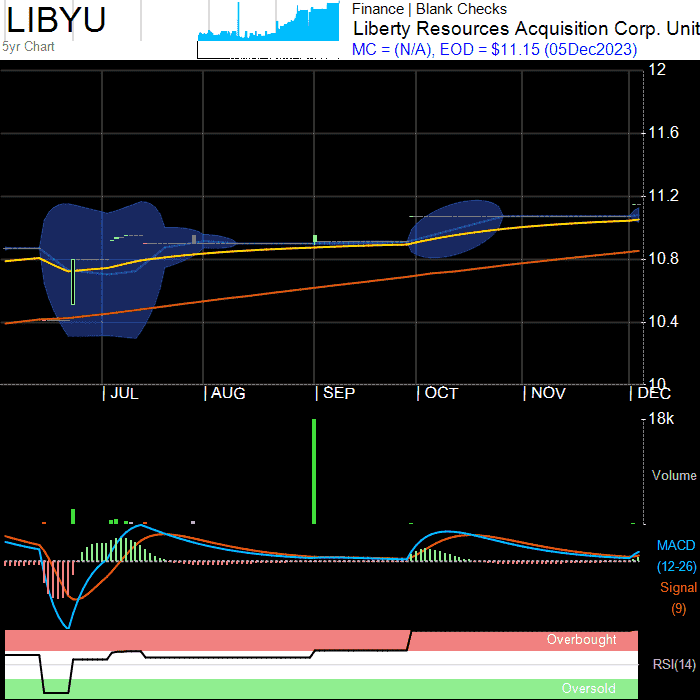 LIBYU
5yr Chart
Finance | Blank Checks
Liberty Resources Acquisition Corp. Unit
MC = (N/A), EOD = $11.15 (05Dec2023)
12
11.6
11.2
10.8
10.4
10
JUL
AUG
SEP
OCT
NOV
DEC
18k
Volume
MACD
(12-26)
Signal
(9)
Overbought
RSI(14)
Oversold